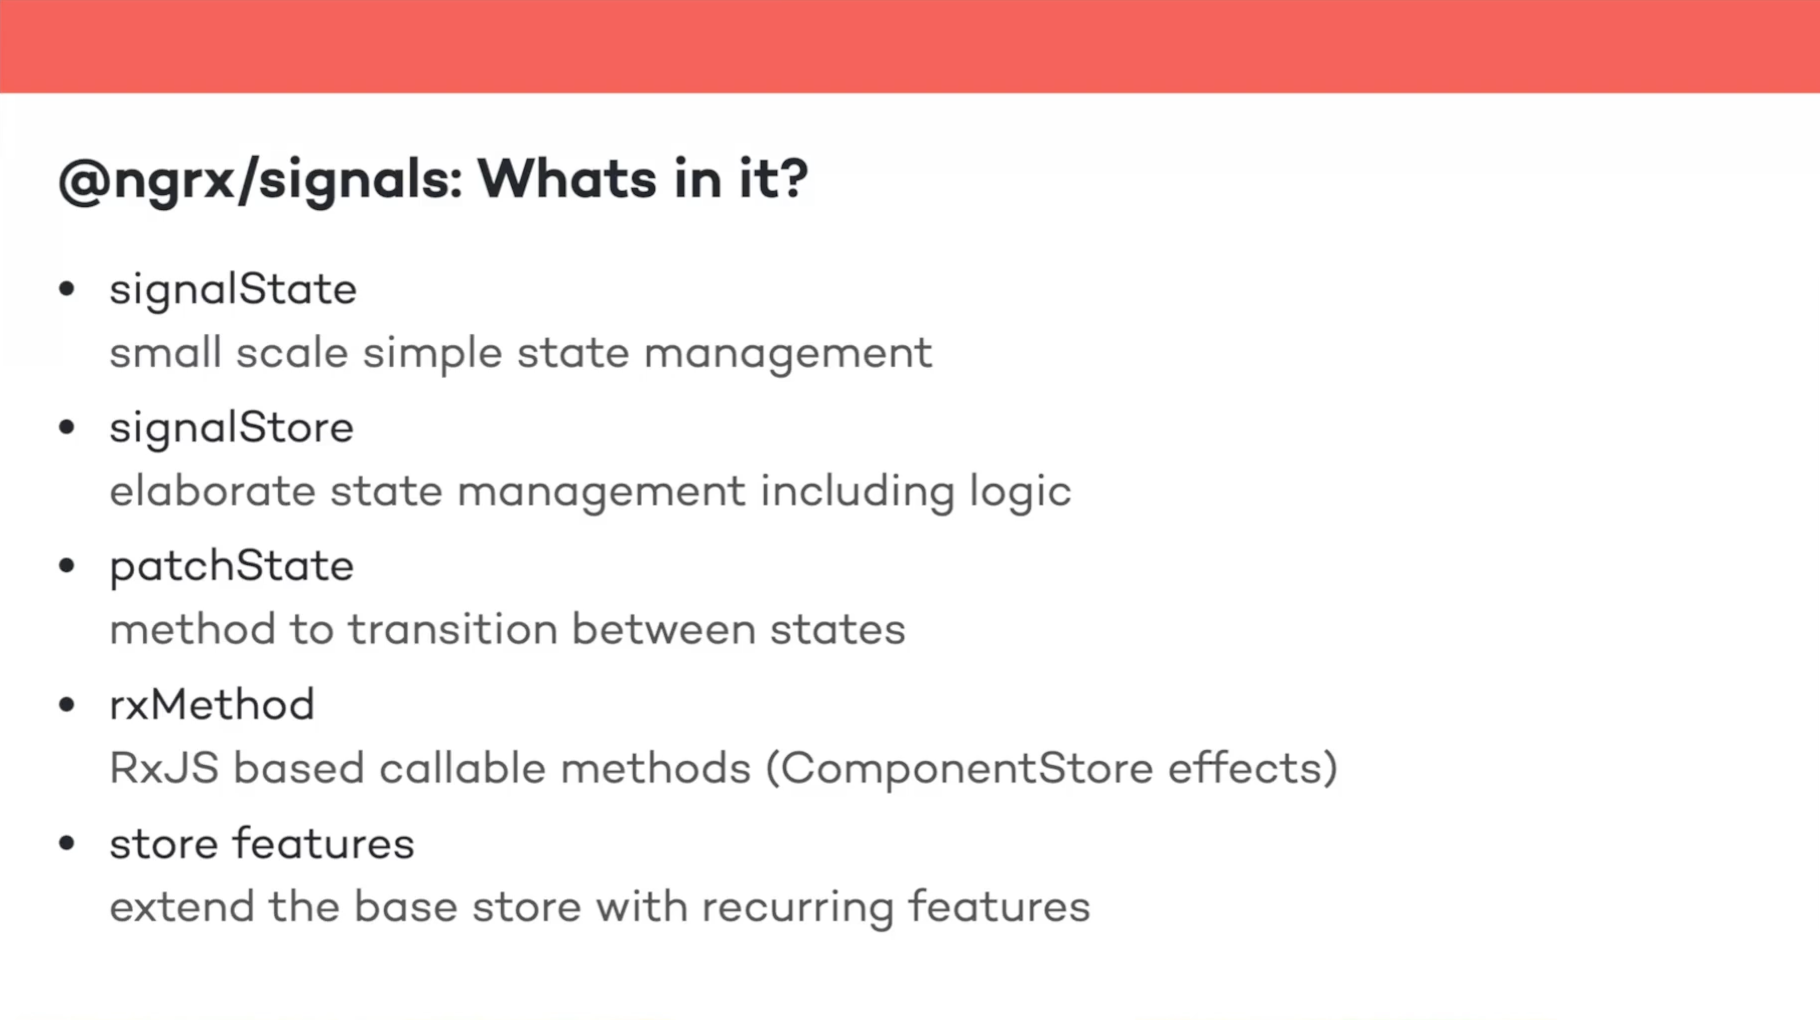 @ngrx/signals: Whats in it?
• signalState
small scale simple state management
• signalStore
elaborate state management including logic
• patchState
method to transition between states
• rxMethod
RxJS based callable methods (ComponentStore effects)
• store features
extend the base store with recurring features